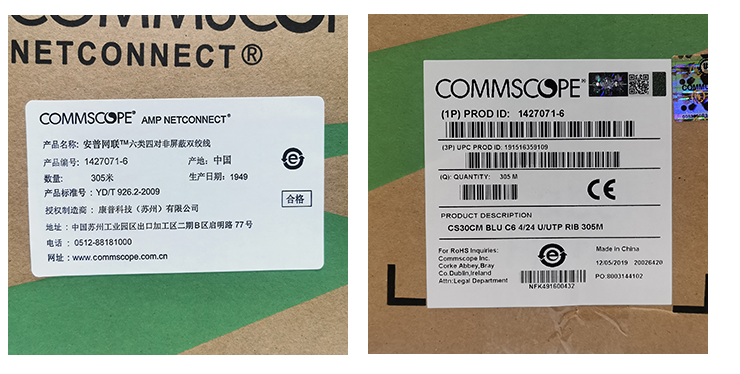 COMMSCOPE
NETCONNECT®
COMMSCOPE® AMP NETCONNECT®
产品名称: 安普网联™六类四对非屏蔽双绞线
产品编号: 1427071-6
产地: 中国
数量: 305米
生产日期: 1949
产品标准号: YD/T 926.2-2009
合格
授权制造商: 康普科技（苏州）有限公司
地址: 中国苏州工业园区出口加工区二期B区启明路77号
电话: 0512-88181000
网址: www.commscope.com.cn
COMMSCOPE®
(1P) PROD ID: 1427071-6
(3P) UPC PROD ID: 191516359109
(Q) QUANTITY: 305 M
CE
PRODUCT DESCRIPTION
CS30CM BLU C6 4/24 U/UTP RIB 305M
For RoHS Inquiries:
Commscope Inc.
Corke Abbey,Bray
Co.Dublin,Ireland
Attn:Legal Department
NFK491600432
Made in China
12/05/2019 20026420
PO:8003144102